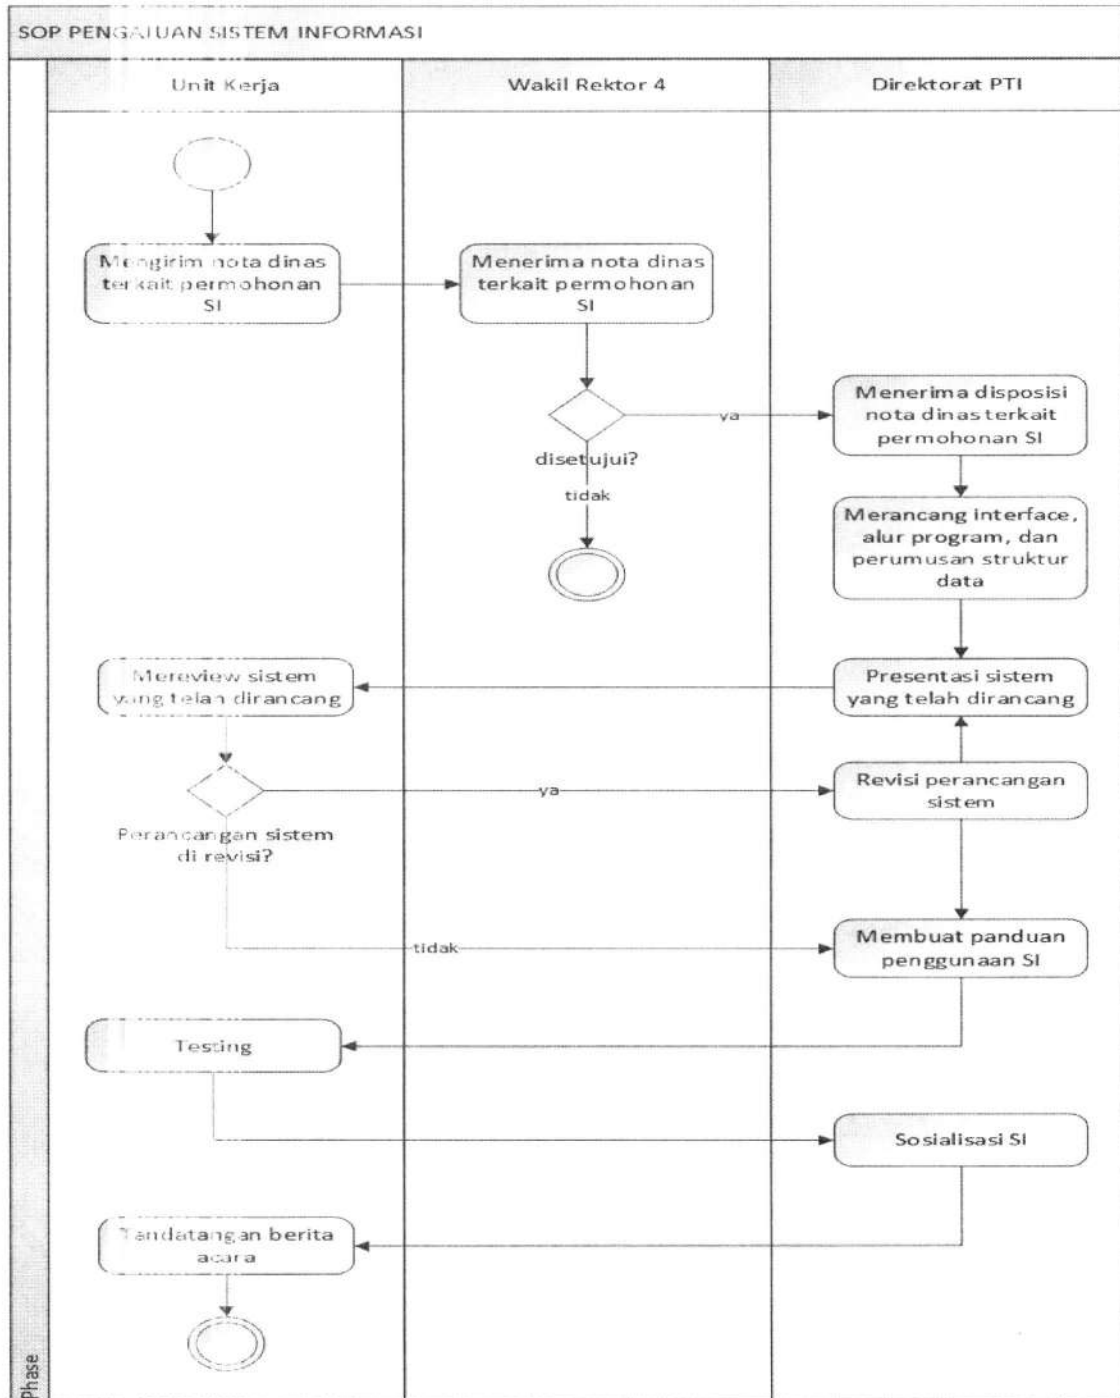 SOP PENGAJUAN SISTEM INFORMASI
Unit Kerja
Wakil Rektor 4
Direktorat PTI
Mengirim nota dinas
terkait permohonan
SI
Menerima nota dinas
terkait permohonan
SI
disetujui?
ya
tidak
Menerima disposisi
nota dinas terkait
permohonan SI
Merancang interface,
alur program, dan
perumusan struktur
data
Presentasi sistem
yang telah dirancang
Mereview sistem
yang telah dirancang
Perancangan sistem
di revisi?
ya
Revisi perancangan
sistem
tidak
Membuat panduan
penggunaan SI
Testing
Sosialisasi SI
Tandatangan berita
acara
Phase